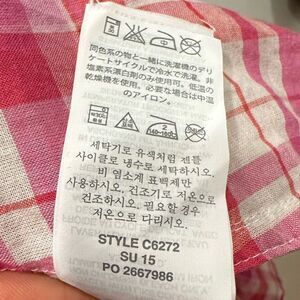 同色系の物と一緒に洗濯機のデリ
ケートサイクルで冷水で洗濯。非
塩素系漂白剤のみ使用可。低温の
乾燥機を使用。必要な場合は中温
のアイロン。
세탁기로 유색처럼 젠틀
사이클로 냉수로 세탁하시오.
비 염소계 표백제만
사용하시오. 건조기로 저온으로
건조하시오. 필요할 경우
저온으로 다리시오.
STYLE C6272
SU 15
PO 2667986